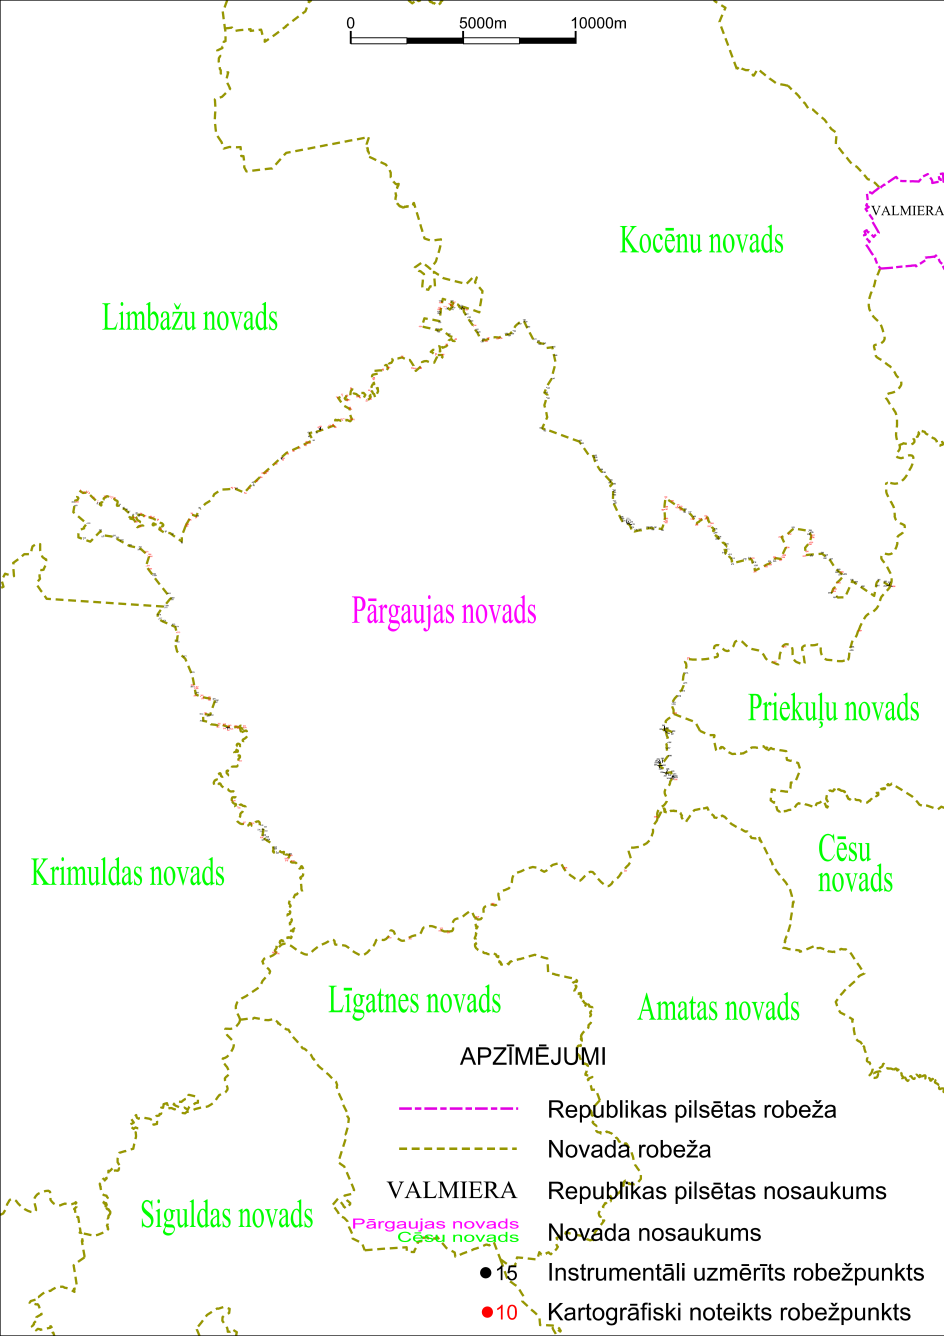 0 5000m 10000m
VALMIERA
Kocēnu novads
Limbažu novads
Pārgaujas novads
Priekuļu novads
Cēsu
novads
Krimuldas novads
Līgatnes novads
Amatas novads
Siguldas novads
APZĪMĒJUMI
Republikas pilsētas robeža
Novada robeža
VALMIERA Republikas pilsētas nosaukums
Pārgaujas novads
Cēsu novads
Novada nosaukums
15 Instrumentāli uzmērīts robežpunkts
10 Kartogrāfiski noteikts robežpunkts